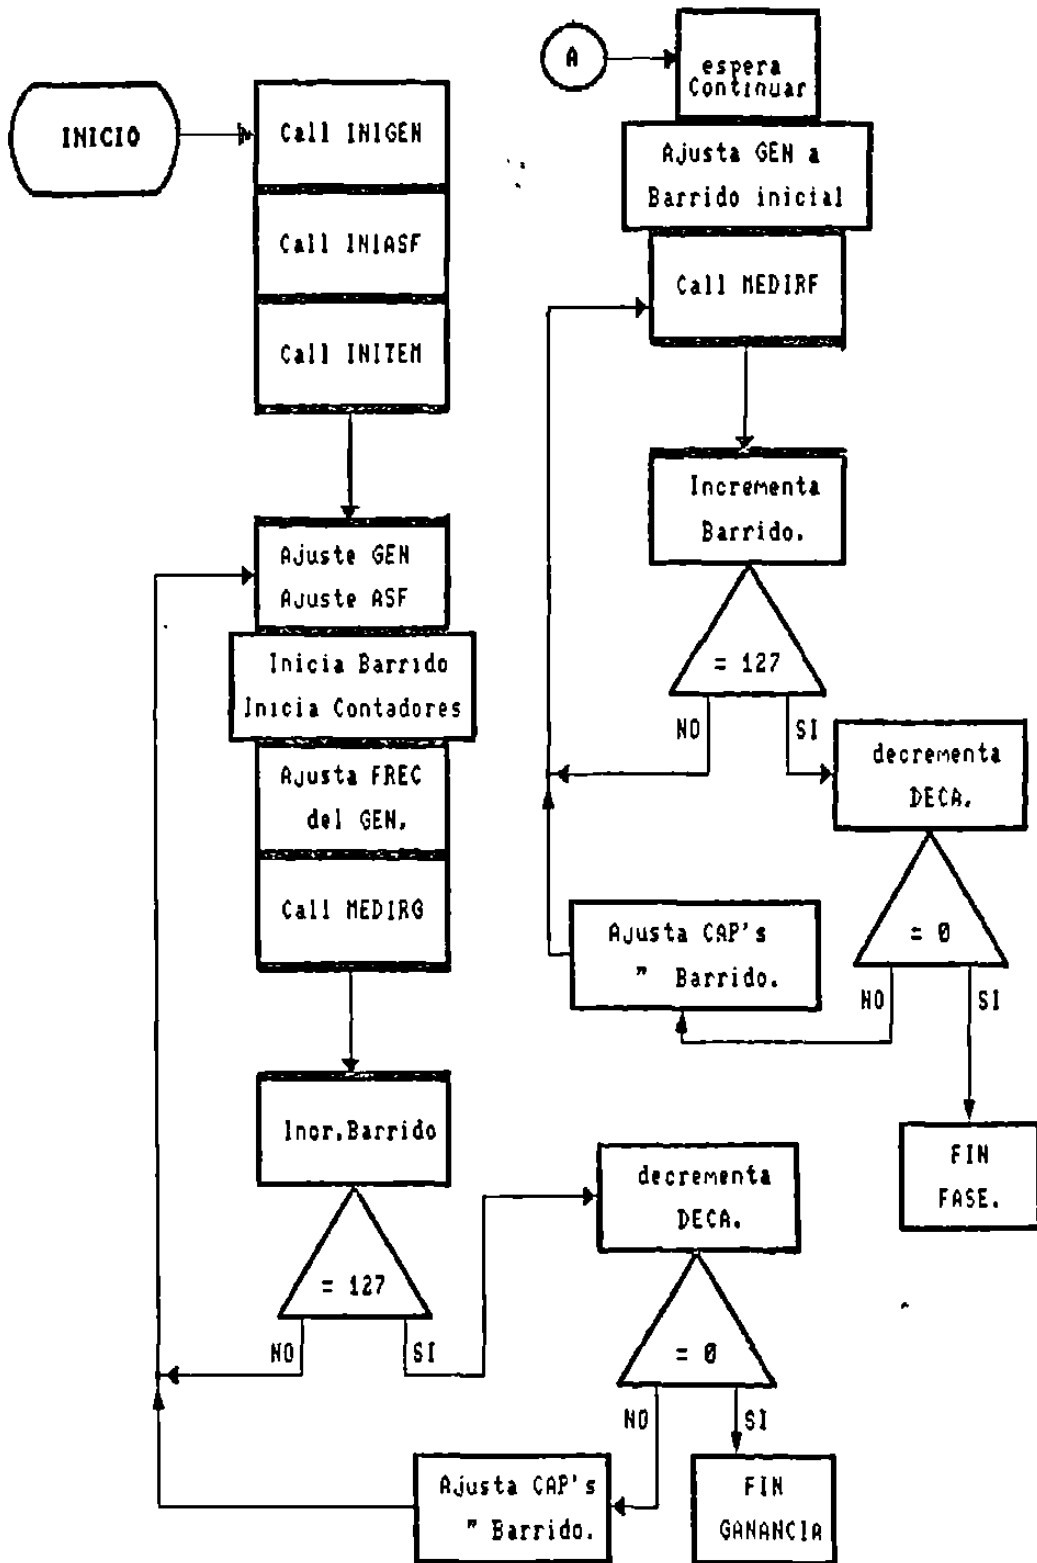 INICIO
Call INIGEN
Call INIASF
Call INITEM
Ajuste GEN
Ajuste ASF
Inicia Barrido
Inicia Contadores
Ajusta FREC
del GEN.
Call MEDIRG
Incr.Barrido
= 127
NO
SI
decrementa
DECA.
= 0
NO
SI
Ajusta CAP's
" Barrido.
FIN
GANANCIA
A
espera
Continuar
Ajusta GEN a
Barrido inicial
Call MEDIRF
Incrementa
Barrido.
= 127
NO
SI
decrementa
DECA.
= 0
NO
SI
Ajusta CAP's
" Barrido.
FIN
FASE.